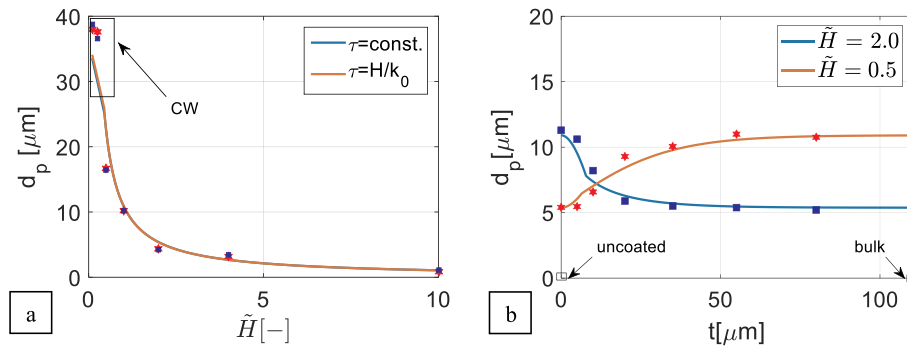 40
35
30
20
10
0
d_p [μm]
0
5
10
H̃[−]
τ=const.
τ=H/k_0
CW
a
20
15
10
5
0
d_p[μm]
0
50
100
t[μm]
H̃ = 2.0
H̃ = 0.5
uncoated
bulk
b